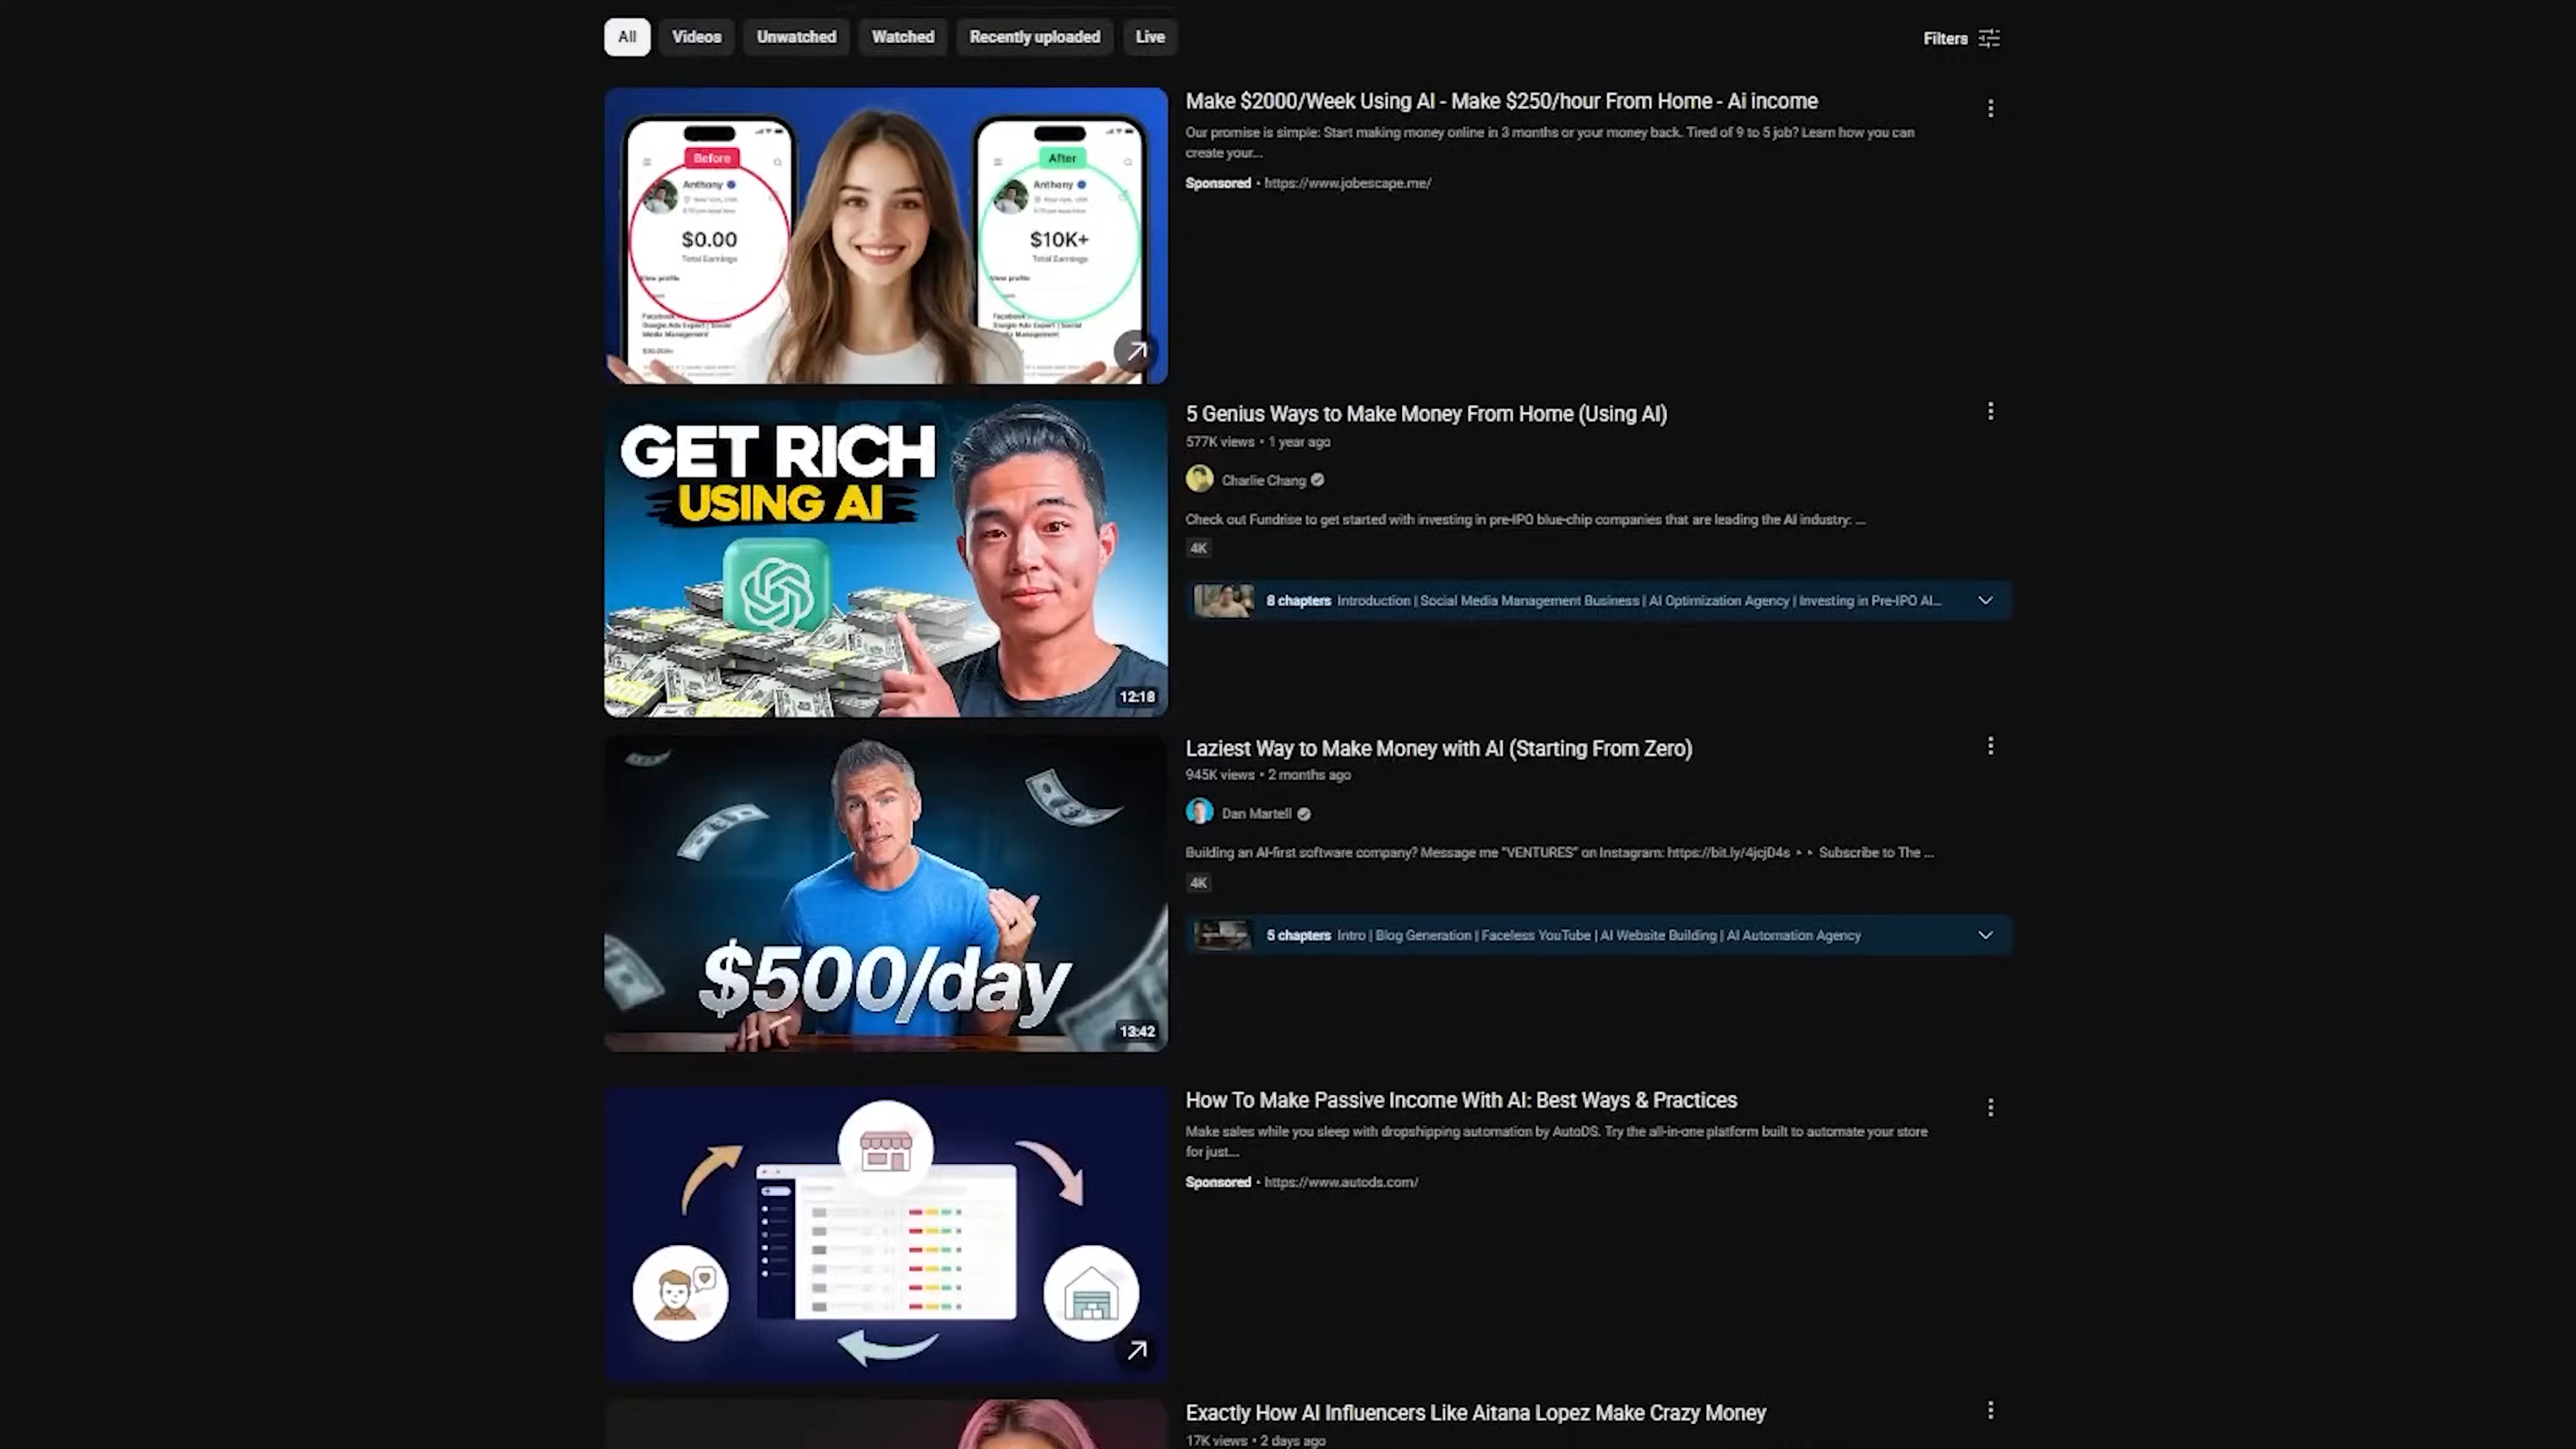 All
Videos
Unwatched
Watched
Recently uploaded
Live
Filters
Before
Anthony
$0.00
Total Earnings
View profile
After
Anthony
$10K+
Total Earnings
View profile
Make $2000/Week Using AI - Make $250/hour From Home - Ai income
Our promise is simple: Start making money online in 3 months or your money back. Tired of 9 to 5 job? Learn how you can
create your...
Sponsored • https://www.jobescape.me/
GET RICH
USING AI
12:18
5 Genius Ways to Make Money From Home (Using AI)
577K views • 1 year ago
Charlie Chang
Check out Fundrise to get started with investing in pre-IPO blue-chip companies that are leading the AI industry: ...
4K
8 chapters Introduction | Social Media Management Business | AI Optimization Agency | Investing in Pre-IPO AI...
$500/day
13:42
Laziest Way to Make Money with AI (Starting From Zero)
945K views • 2 months ago
Dan Martell
Building an AI-first software company? Message me "VENTURES" on Instagram: https://bit.ly/4jcjD4s ‣ ‣ Subscribe to The ...
4K
5 chapters Intro | Blog Generation | Faceless YouTube | AI Website Building | AI Automation Agency
How To Make Passive Income With AI: Best Ways & Practices
Make sales while you sleep with dropshipping automation by AutoDS. Try the all-in-one platform built to automate your store
for just...
Sponsored • https://www.autods.com/
Exactly How AI Influencers Like Aitana Lopez Make Crazy Money
17K views • 2 days ago